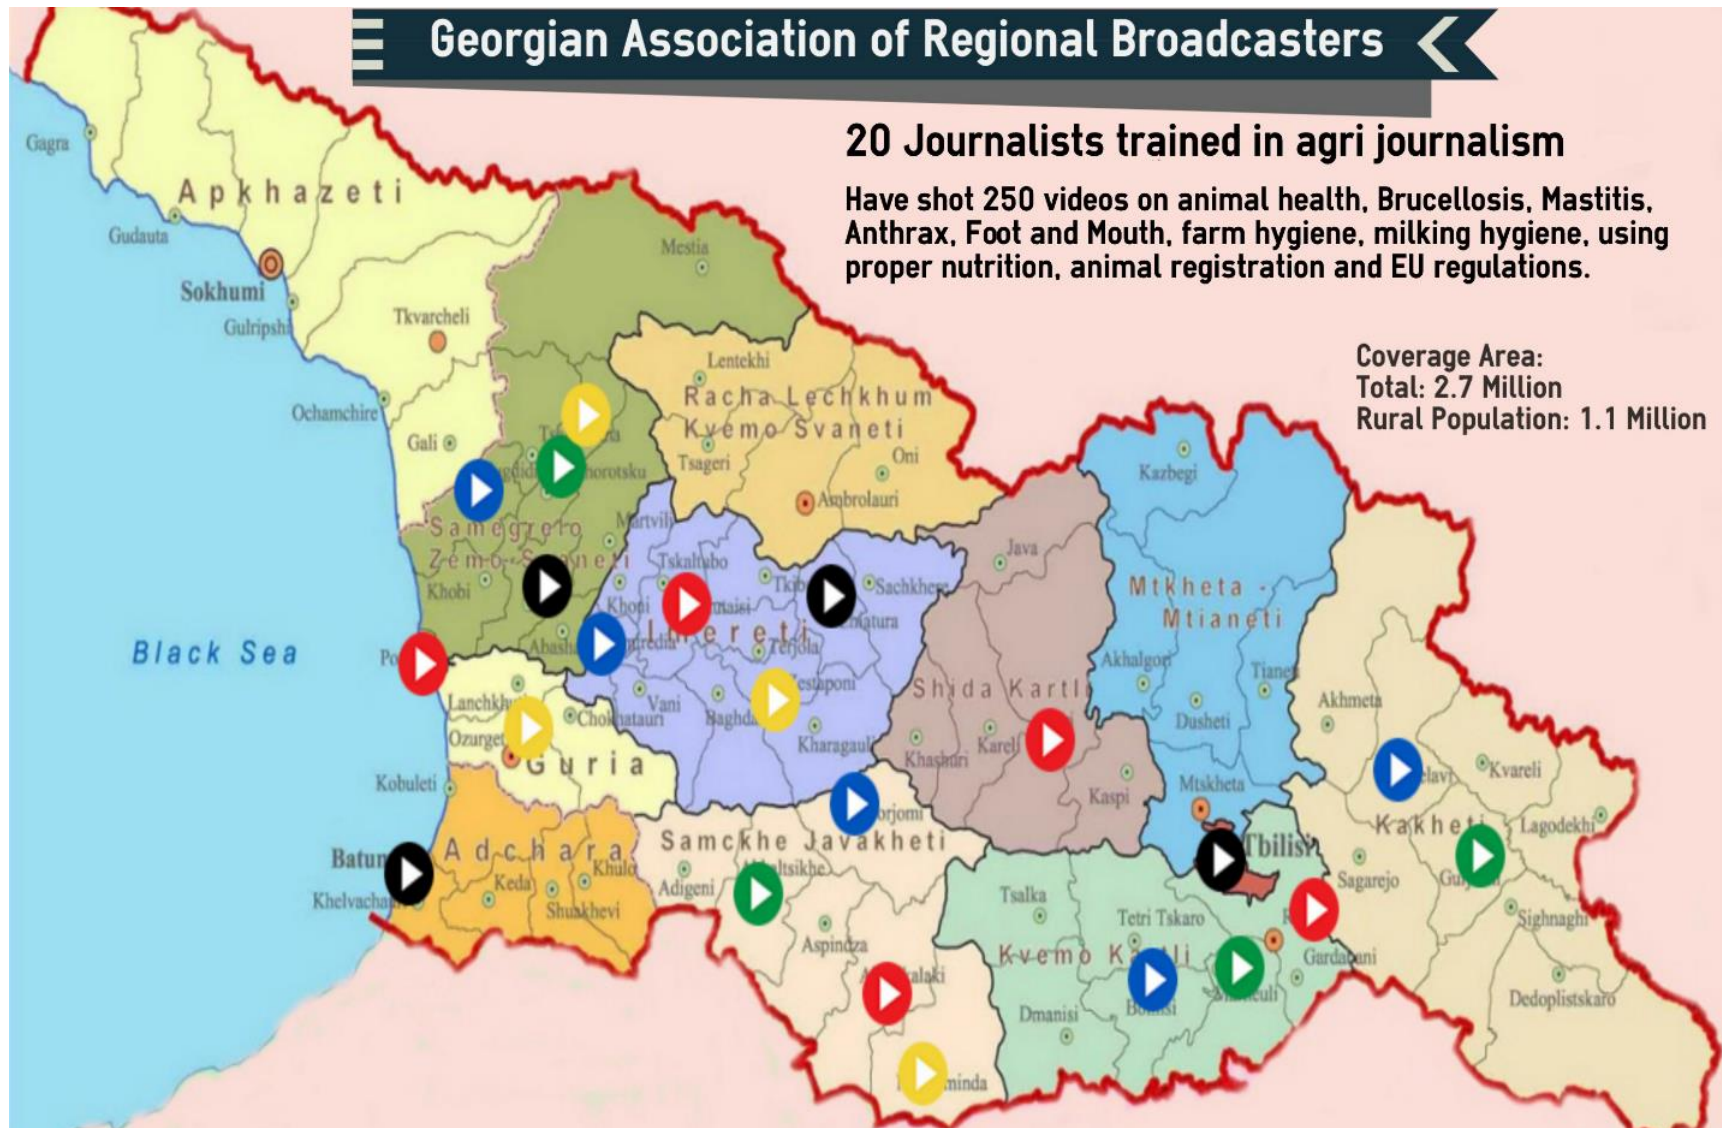 Georgian Association of Regional Broadcasters
20 Journalists trained in agri journalism
Have shot 250 videos on animal health, Brucellosis, Mastitis,
Anthrax, Foot and Mouth, farm hygiene, milking hygiene, using
proper nutrition, animal registration and EU regulations.
Coverage Area:
Total: 2.7 Million
Rural Population: 1.1 Million
Gagra
Apkhazeti
Gudauta
Sokhumi
Gulripshi
Tkvarcheli
Ochamchire
Gali
Mestia
Lentekhi
Racha Lechkhum
Kvemo Svaneti
Tsageri
Oni
Ambrolauri
Kazbegi
Samegrelo
Martvili
Khobi
Tskaltubo
Sachkhere
Java
Mtkheta -
Mtianeti
Khoni
Terjola
Black Sea
Akhalgori
Tianeti
Shida Kartli
Akhmeta
Lanchkhuti
Chokhatauri
Vani
Dusheti
Ozurgeti
Kharagauli
Khashuri
Kareli
Guria
Kvareli
Kobuleti
Kaspi
Mtskheta
Kakheti
Lagodekhi
Adchara
Samckhe Javakheti
Tbilisi
Khulo
Keda
Adigeni
Sagarejo
Shuakhevi
Tsalka
Tetri Tskaro
Sighnaghi
Aspindza
Gardabani
Dmanisi
Dedoplistskaro